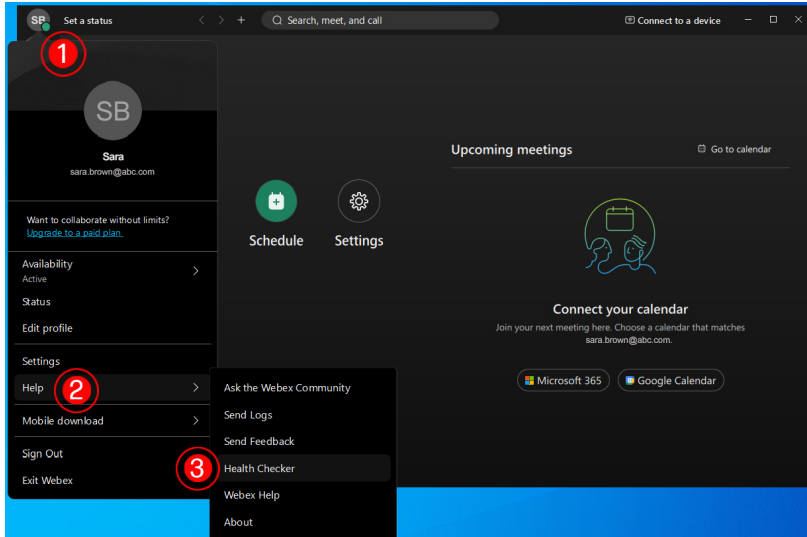 SB
Set a status
Search, meet, and call
Connect to a device
1
SB
Sara
sara.brown@abc.com
Want to collaborate without limits?
Upgrade to a paid plan
Availability
Active
Status
Edit profile
Settings
Help
2
Mobile download
Sign Out
Exit Webex
Ask the Webex Community
Send Logs
Send Feedback
3
Health Checker
Webex Help
About
Schedule
Settings
Upcoming meetings
Go to calendar
Connect your calendar
Join your next meeting here. Choose a calendar that matches
sara.brown@abc.com.
Microsoft 365
Google Calendar